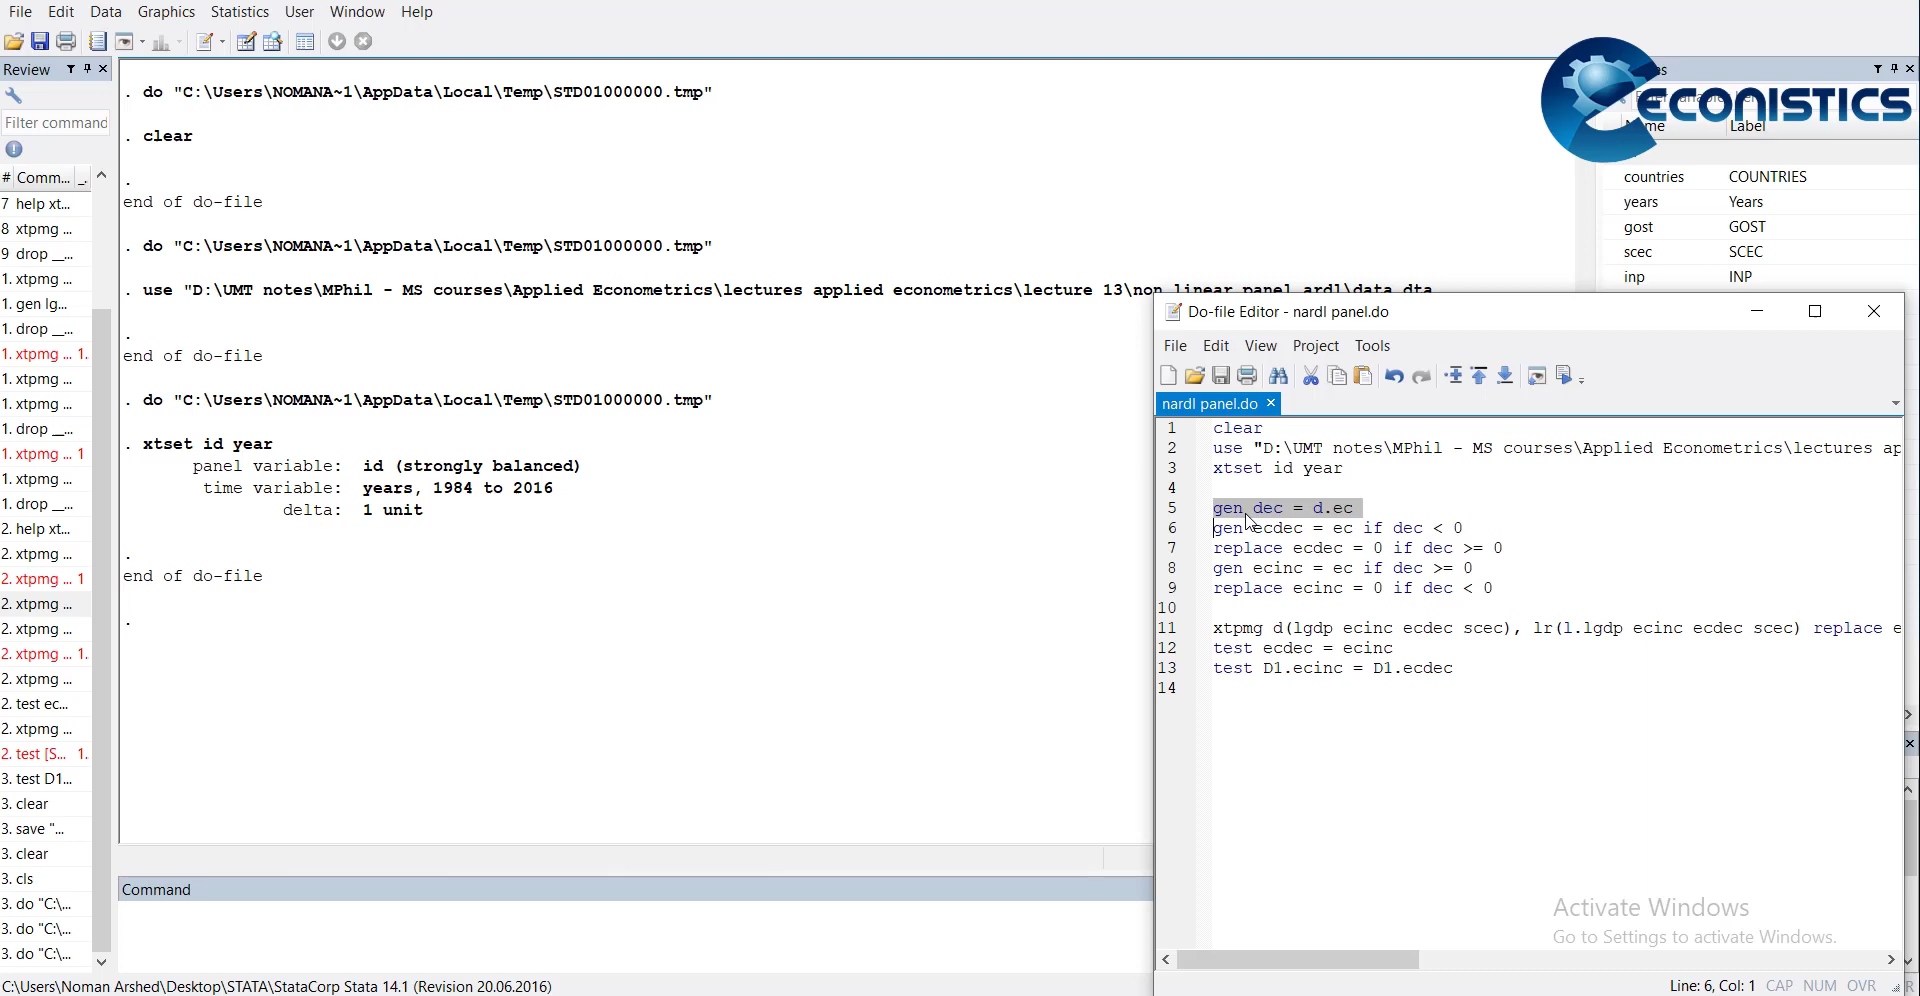 File Edit Data Graphics Statistics User Window Help
Review
Filter command
# Comm...
7 help xt...
8 xtpmg ...
9 drop __...
1. xtpmg ...
1. gen lg...
1. drop __...
1. xtpmg ... 1.
1. xtpmg ...
1. xtpmg ...
1. drop __...
1. xtpmg ... 1
1. xtpmg ...
1. drop __...
2. help xt...
2. xtpmg ...
2. xtpmg ... 1
2. xtpmg ...
2. xtpmg ...
2. xtpmg ... 1.
2. xtpmg ...
2. test ec...
2. xtpmg ...
2. test [S... 1.
3. test D1...
3. clear
3. save "...
3. clear
3. cls
3. do "C:\...
3. do "C:\...
3. do "C:\...
. do "C:\Users\NOMANA~1\AppData\Local\Temp\STD01000000.tmp"
. clear
.
end of do-file
. do "C:\Users\NOMANA~1\AppData\Local\Temp\STD01000000.tmp"
. use "D:\UMT notes\MPhil - MS courses\Applied Econometrics\lectures applied econometrics\lecture 13\non linear panel ardl\data.dta
.
end of do-file
. do "C:\Users\NOMANA~1\AppData\Local\Temp\STD01000000.tmp"
. xtset id year
panel variable: id (strongly balanced)
time variable: years, 1984 to 2016
delta: 1 unit
.
end of do-file
.
Command
ECONISTICS
Label
countries COUNTRIES
years Years
gost GOST
scec SCEC
inp INP
Do-file Editor - nardl panel.do
File Edit View Project Tools
nardl panel.do
1 clear
2 use "D:\UMT notes\MPhil - MS courses\Applied Econometrics\lectures ap
3 xtset id year
4
5 gen dec = d.ec
6 gen ecdec = ec if dec < 0
7 replace ecdec = 0 if dec >= 0
8 gen ecinc = ec if dec >= 0
9 replace ecinc = 0 if dec < 0
10
11 xtpmg d(lgdp ecinc ecdec scec), lr(l.lgdp ecinc ecdec scec) replace e
12 test ecdec = ecinc
13 test D1.ecinc = D1.ecdec
14
Activate Windows
Go to Settings to activate Windows.
Line: 6, Col: 1 CAP NUM OVR
C:\Users\Noman Arshed\Desktop\STATA\StataCorp Stata 14.1 (Revision 20.06.2016)